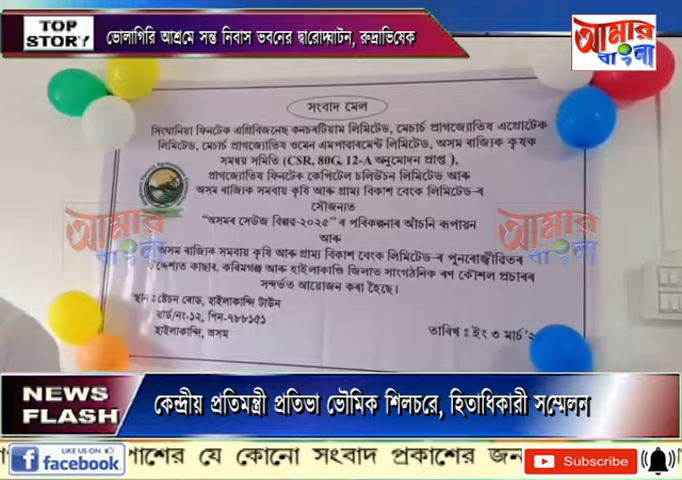 TOP STORY
ভোলাগিরি আশ্রমে সন্ত নিবাস ভবনের দ্বারোদ্ঘাটন, রুদ্রাভিষেক
আমার বাংলা
সংবাদ মেল
সিংঘানিয়া ফিনটেক এগ্ৰিবিজনেছ কনচৰটিয়াম লিমিটেড, মেচাৰ্চ প্ৰাগজ্যোতিষ এগ্ৰোটেক
লিমিটেড, মেচাৰ্চ প্ৰাগজ্যোতিষ ওমেন এমপাৱাৰমেন্ট লিমিটেড, অসম ৰাজ্যিক কৃষক
সমন্বয় সমিতি (CSR, 80G, 12-A অনুমোদন প্ৰাপ্ত ),
প্ৰাগজ্যোতিষ ফিনটেক কেপিটেল চলিউচন লিমিটেড আৰু
অসম ৰাজ্যিক সমবায় কৃষি আৰু গ্ৰাম্য বিকাশ বেংক লিমিটেড-ৰ
সৌজন্যত
"অসমৰ সেউজ বিপ্লৱ-২০২৫" ৰ পৰিকল্পনাৰ আঁচনি ৰূপায়ন
আৰু
অসম ৰাজ্যিক সমবায় কৃষি আৰু গ্ৰাম্য বিকাশ বেংক লিমিটেড-ৰ পুনৰোজ্জীৱিতৰ
উদ্দেশ্যত কাছাৰ, কৰিমগঞ্জ আৰু হাইলাকান্দি জিলাত সাংগঠনিক ৰণ কৌশল প্ৰচাৰৰ
সন্দৰ্ভত আয়োজন কৰা হৈছে।
স্থান : ষ্টেচন ৰোড, হাইলাকান্দি টাউন
ৱাৰ্ড/নং-১২, পিন-৭৮৮১৫১
হাইলাকান্দি, অসম
তাৰিখ : ইং ৩ মাৰ্চ'২
আমার বাংলা
আমার বাংলা
NEWS FLASH
কেন্দ্রীয় প্রতিমন্ত্রী প্রতিভা ভৌমিক শিলচরে, হিতাধিকারী সম্মেলন
LIKE US ON
facebook
পাশের যে কোনো সংবাদ প্রকাশের জন
Subscribe